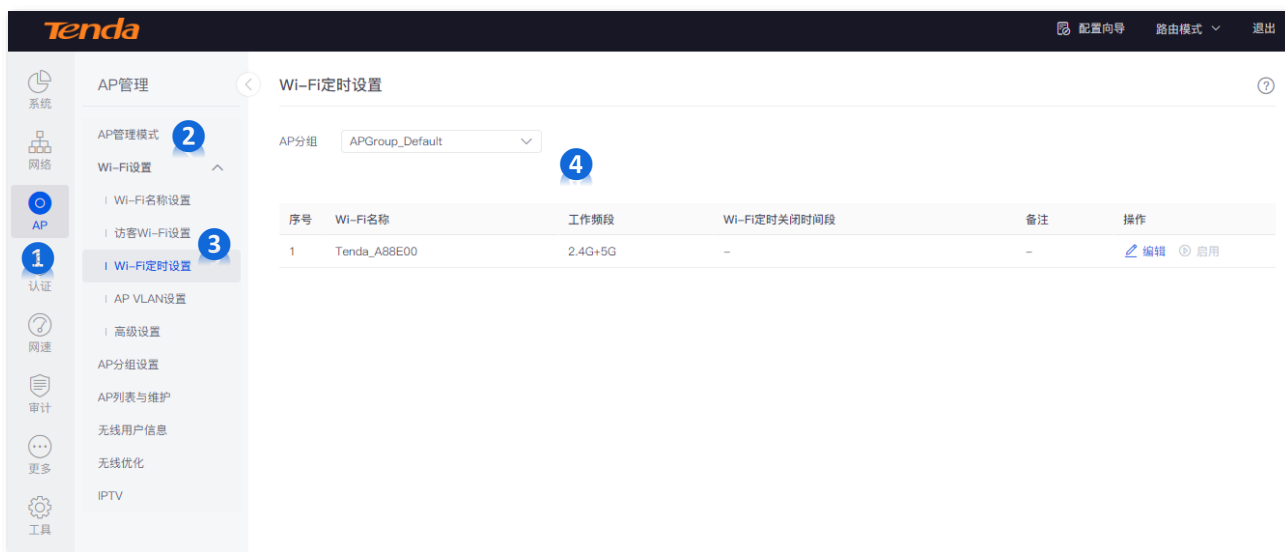 Tenda
配置向导 路由模式 退出
系统
网络
AP
1
认证
网速
审计
更多
工具
AP管理
AP管理模式 2
Wi-Fi设置
Wi-Fi名称设置
访客Wi-Fi设置 3
Wi-Fi定时设置
AP VLAN设置
高级设置
AP分组设置
AP列表与维护
无线用户信息
无线优化
IPTV
Wi-Fi定时设置
AP分组 APGroup_Default
4
序号 Wi-Fi名称 工作频段 Wi-Fi定时关闭时间段 备注 操作
1 Tenda_A88E00 2.4G+5G - - 编辑 启用